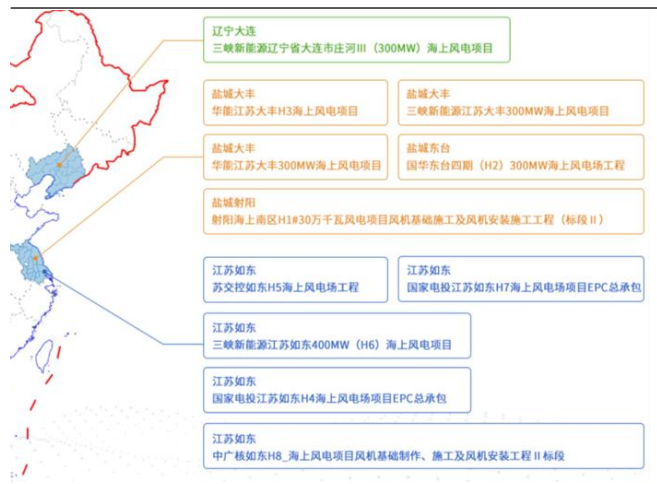 辽宁大连
三峡新能源辽宁省大连市庄河III（300MW）海上风电项目
盐城大丰
华能江苏大丰H3海上风电项目
盐城大丰
三峡新能源江苏大丰300MW海上风电项目
盐城大丰
华能江苏大丰300MW海上风电项目
盐城东台
国华东台四期（H2）300MW海上风电场工程
盐城射阳
射阳海上南区H1#30万千瓦风电项目风机基础施工及风机安装施工工程（标段II）
江苏如东
苏交控如东H5海上风电场工程
江苏如东
国家电投江苏如东H7海上风电场项目EPC总承包
江苏如东
三峡新能源江苏如东400MW（H6）海上风电项目
江苏如东
国家电投江苏如东H4海上风电场项目EPC总承包
江苏如东
中广核如东H8_海上风电项目风机基础制作、施工及风机安装工程II标段